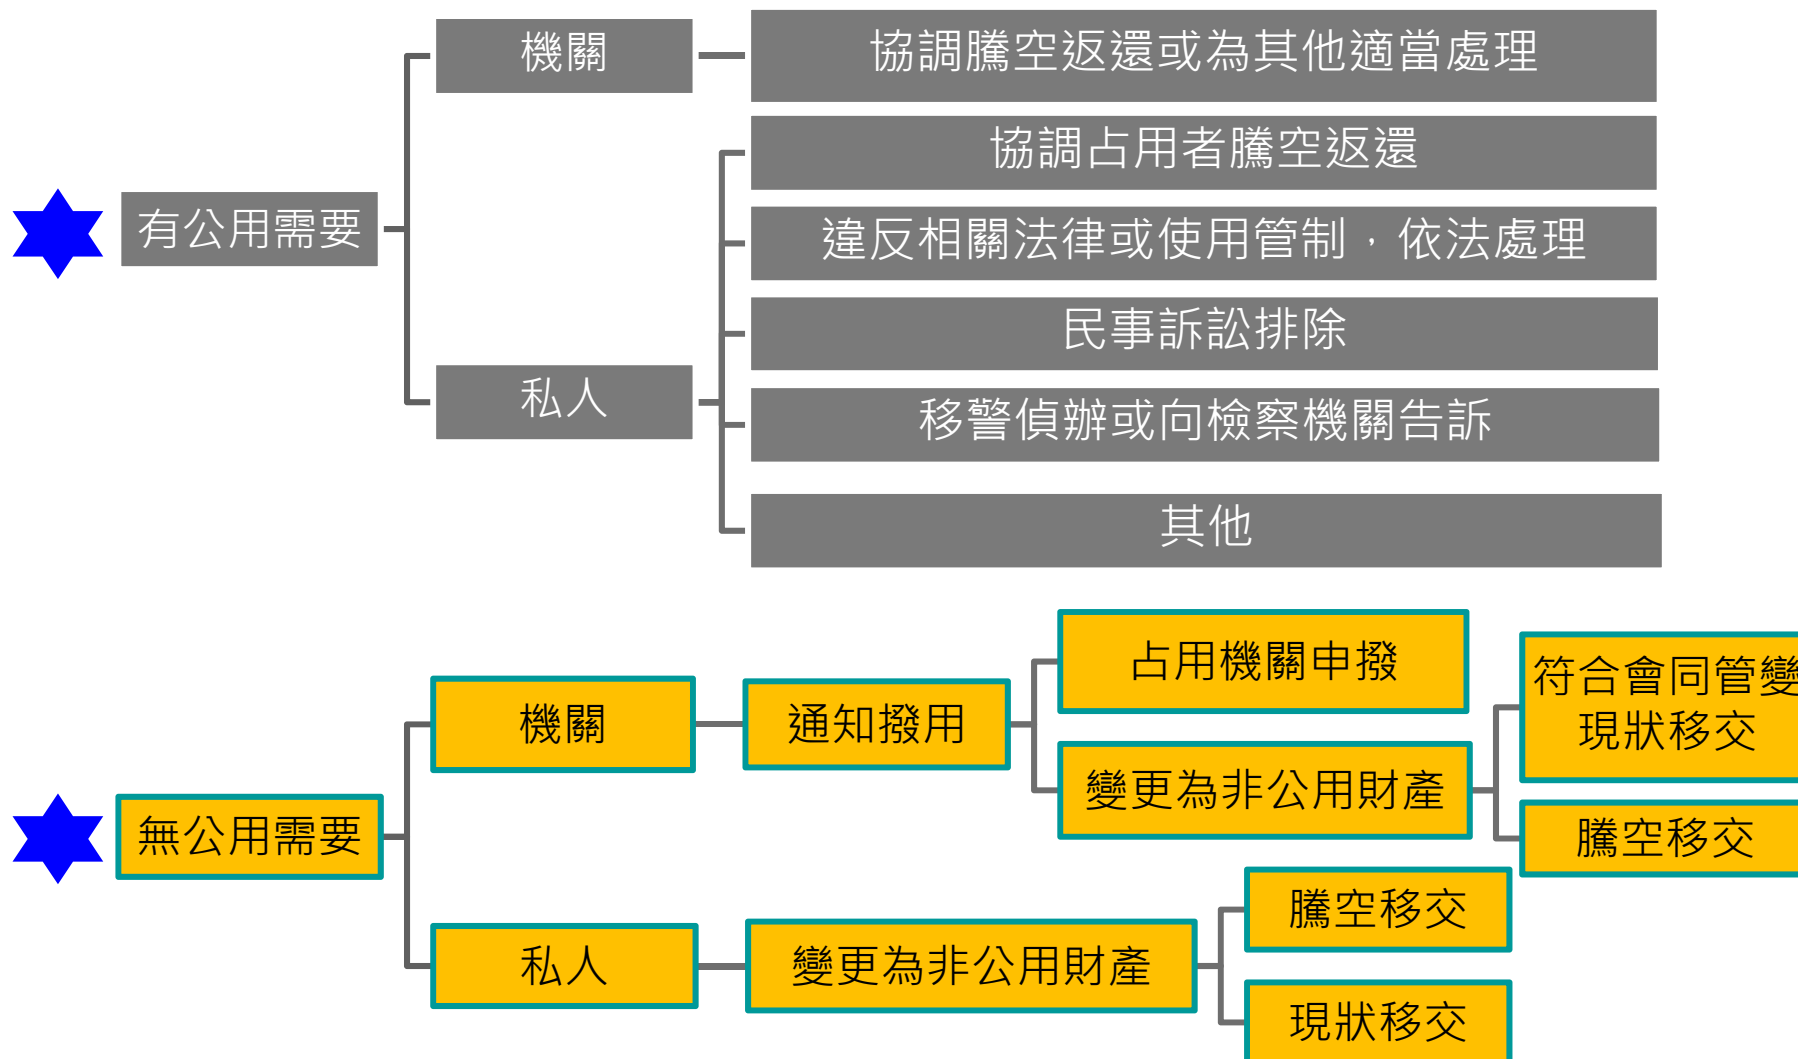 有公用需要
機關
協調騰空返還或為其他適當處理
私人
協調占用者騰空返還
違反相關法律或使用管制，依法處理
民事訴訟排除
移警偵辦或向檢察機關告訴
其他
無公用需要
機關
通知撥用
占用機關申撥
變更為非公用財產
符合會同管變
現狀移交
騰空移交
私人
變更為非公用財產
騰空移交
現狀移交